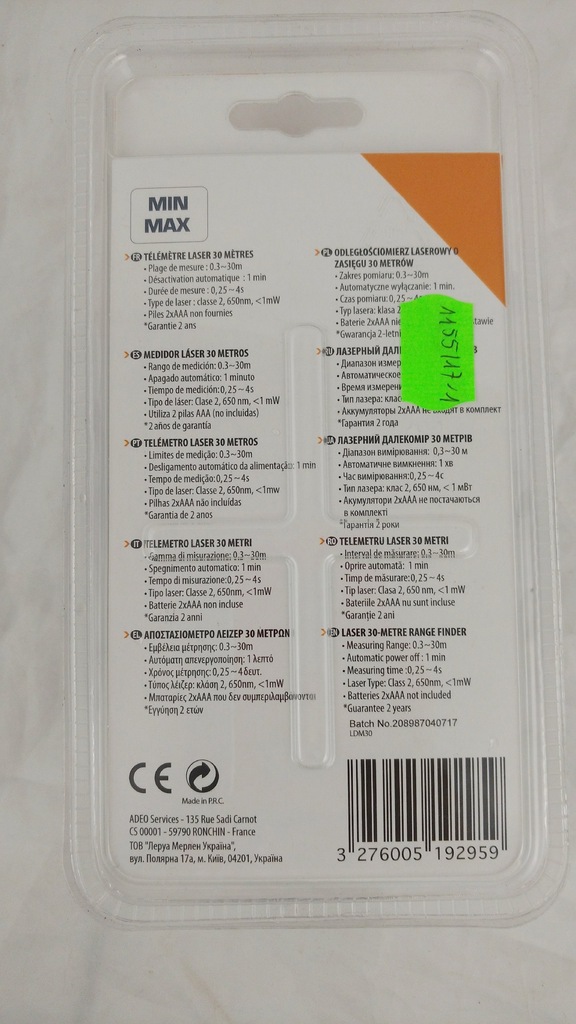 MIN
MAX
FR TÉLÉMÈTRE LASER 30 MÈTRES
• Plage de mesure : 0.3~30m
• Désactivation automatique : 1 min
• Durée de mesure : 0,25~4s
• Type de laser : classe 2, 650nm, <1mW
• Piles 2xAAA non fournies
*Garantie 2 ans
ES MEDIDOR LÁSER 30 METROS
• Rango de medición: 0.3~30m
• Apagado automático: 1 minuto
• Tiempo de medición:0,25~4s
• Tipo de láser: Clase 2, 650nm, <1mW
• Utiliza 2 pilas AAA (no incluidas)
*2 años de garantía
PT TELÉMETRO LASER 30 METROS
• Limites de medição: 0.3~30m
• Desligamento automático da alimentação: 1 min
• Tempo de medição:0,25~4s
• Tipo de laser: Classe 2, 650nm, <1mw
• Pilhas 2xAAA não incluídas
*Garantia de 2 anos
IT TELEMETRO LASER 30 METRI
• Gamma di misurazione: 0.3~30m
• Spegnimento automatico: 1 min
• Tempo di misurazione:0,25~4s
• Tipo laser: Classe 2, 650nm, <1mW
• Batterie 2xAAA non incluse
*Garanzia 2 anni
EL ΑΠΟΣΤΑΣΙΟΜΕΤΡΟ ΛΕΙΖΕΡ 30 ΜΕΤΡΩΝ
• Εμβέλεια μέτρησης: 0.3~30m
• Αυτόματη απενεργοποίηση: 1 λεπτό
• Χρόνος μέτρησης:0,25~4δευτ.
• Τύπος λέιζερ: κλάση 2, 650nm, <1mW
• Μπαταρίες 2xAAA που δεν συμπεριλαμβάνονται
*Εγγύηση 2 ετών
PL ODLEGŁOŚCIOMIERZ LASEROWY O
ZASIĘGU 30 METRÓW
• Zakres pomiaru: 0.3~30m
• Automatyczne wyłączanie: 1 min.
• Czas pomiaru: 0,25~4s
• Typ lasera: klasa 2
• Baterie 2xAAA nie
*Gwarancja 2-letni
RU ЛАЗЕРНЫЙ
• Диапазон
• Автоматическое
• Время
• Тип лазера:
• Аккумуляторы 2xAAA не входят в комплект
*Гарантия 2 года
UA ЛАЗЕРНИЙ ДАЛЕКОМІР 30 МЕТРІВ
• Діапазон вимірювання: 0,3~30 м
• Автоматичне вимкнення: 1 хв
• Час вимірювання:0,25~4с
• Тип лазера: клас 2, 650 нм, < 1 мВт
• Акумулятори 2хААА не постачаються
в комплекті
*Гарантія 2 роки
RO TELEMETRU LASER 30 METRI
• Interval de măsurare: 0.3~30m
• Oprire automată: 1 min
• Timp de măsurare:0,25~4s
• Tip laser: Clasa 2, 650nm, <1 mW
• Bateriile 2xAAA nu sunt incluse
*Garanție 2 ani
EN LASER 30-METRE RANGE FINDER
• Measuring Range: 0.3~30m
• Automatic power off : 1 min
• Measuring time :0,25~4s
• Laser Type: Class 2, 650nm, <1mW
• Batteries 2xAAA not included
*Guarantee 2 years
Batch No.208987040717
LDM30
CE
Made in P.R.C.
ADEO Services - 135 Rue Sadi Carnot
CS 00001 - 59790 RONCHIN - France
ТОВ "Леруа Мерлен Україна",
вул. Полярна 17а, м. Київ, 04201, Україна
3 276005 192959